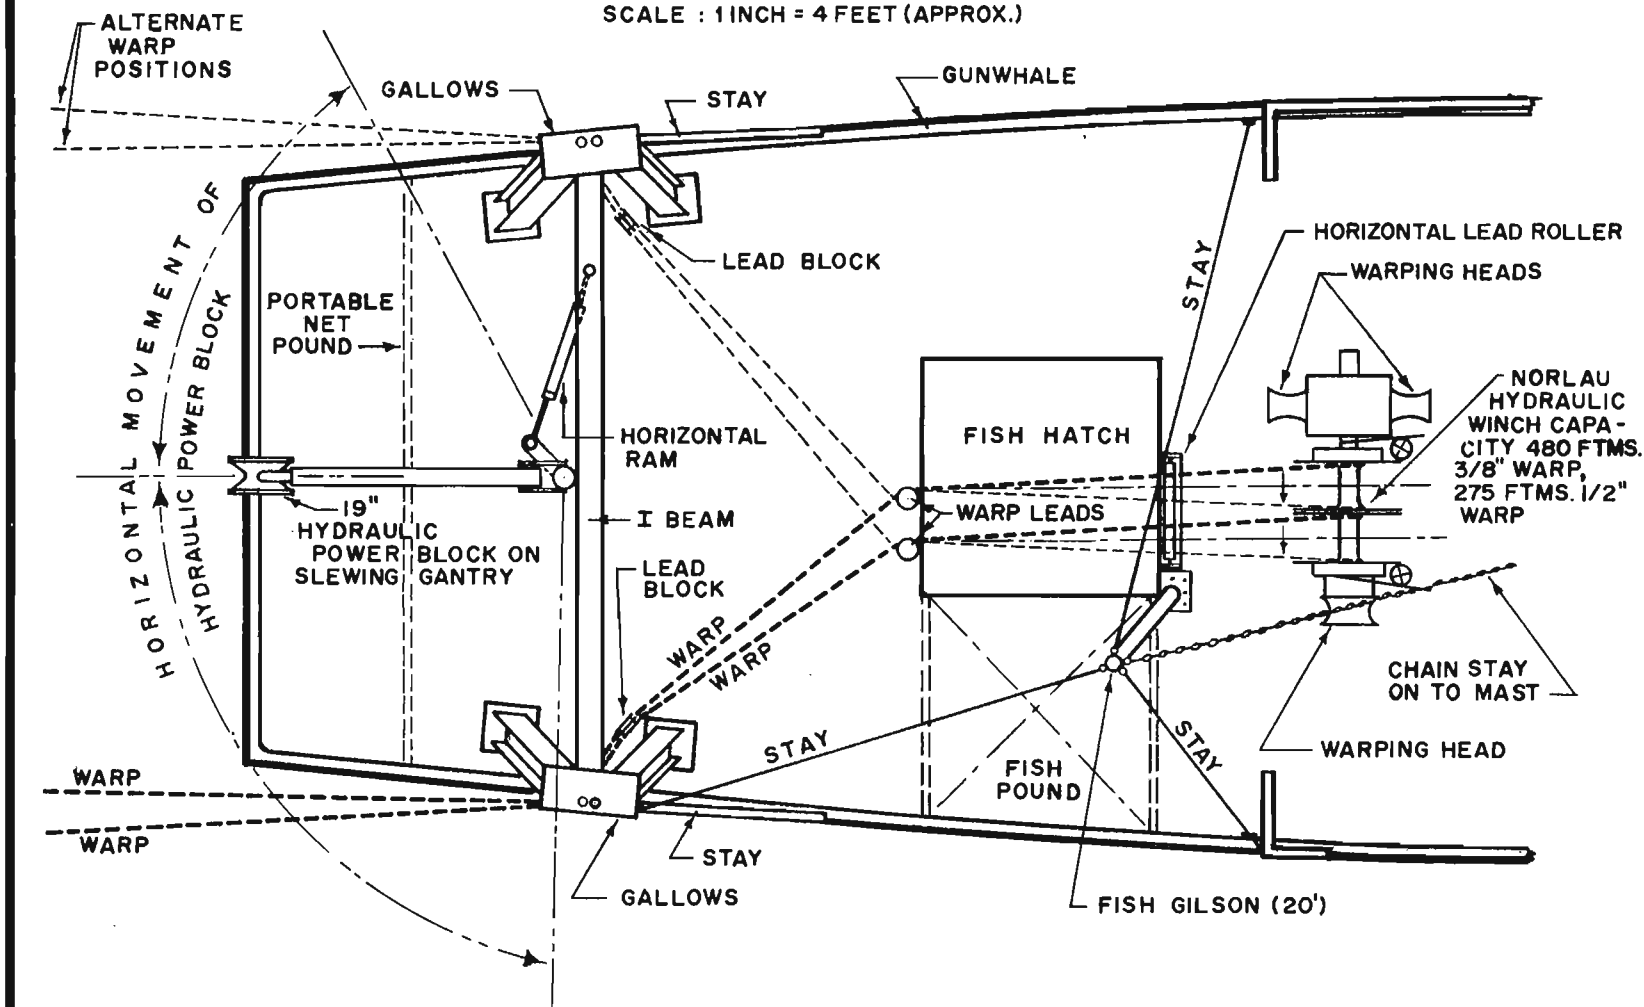 SCALE : 1 INCH = 4 FEET (APPROX.)
ALTERNATE
WARP
POSITIONS
GALLOWS
STAY
GUNWHALE
HORIZONTAL MOVEMENT OF
HYDRAULIC POWER BLOCK
PORTABLE
NET
POUND
LEAD BLOCK
STAY
HORIZONTAL LEAD ROLLER
WARPING HEADS
NORLAU
HYDRAULIC
WINCH CAPA-
CITY 480 FTMS.
3/8" WARP,
275 FTMS. 1/2"
WARP
FISH HATCH
HORIZONTAL
RAM
19"
HYDRAULIC
POWER BLOCK ON
SLEWING GANTRY
I BEAM
WARP LEADS
LEAD
BLOCK
WARP
WARP
CHAIN STAY
ON TO MAST
STAY
STAY
WARPING HEAD
FISH
POUND
WARP
WARP
STAY
GALLOWS
FISH GILSON (20')